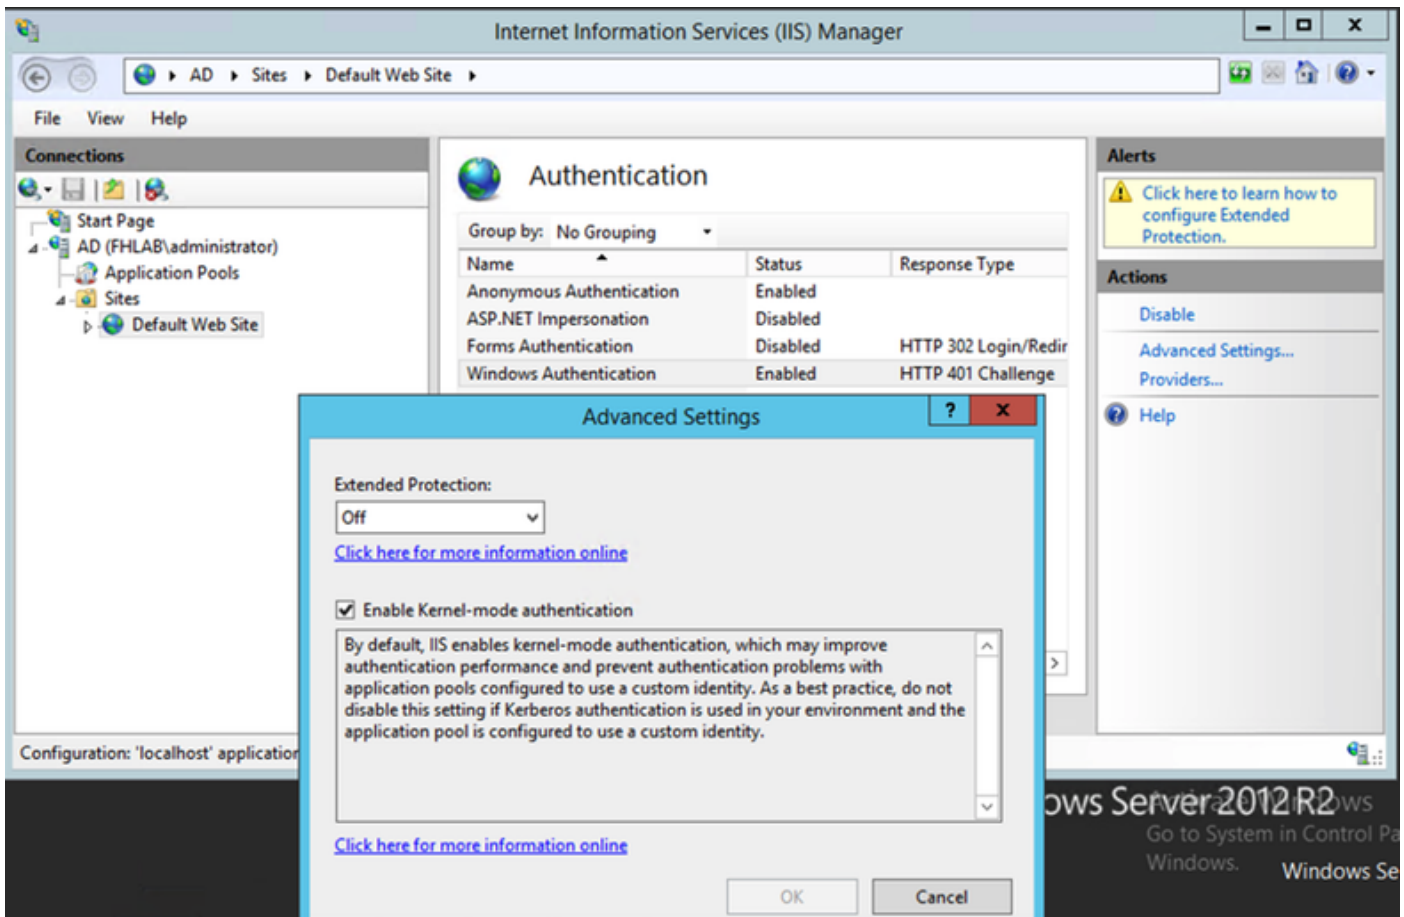 Internet Information Services (IIS) Manager
AD Sites Default Web Site
File View Help
Connections
Start Page
AD (FHLAB\administrator)
Application Pools
Sites
Default Web Site
Authentication
Group by: No Grouping
Name Status Response Type
Anonymous Authentication Enabled
ASP.NET Impersonation Disabled
Forms Authentication Disabled HTTP 302 Login/Redir
Windows Authentication Enabled HTTP 401 Challenge
Alerts
Click here to learn how to
configure Extended
Protection.
Actions
Disable
Advanced Settings...
Providers...
Help
Advanced Settings
Extended Protection:
Off
Click here for more information online
Enable Kernel-mode authentication
By default, IIS enables kernel-mode authentication, which may improve
authentication performance and prevent authentication problems with
application pools configured to use a custom identity. As a best practice, do not
disable this setting if Kerberos authentication is used in your environment and the
application pool is configured to use a custom identity.
Click here for more information online
OK Cancel
Configuration: 'localhost' application
ows Server 2012 R2
Activate Windows
Go to System in Control Pa
Windows.
Windows Se